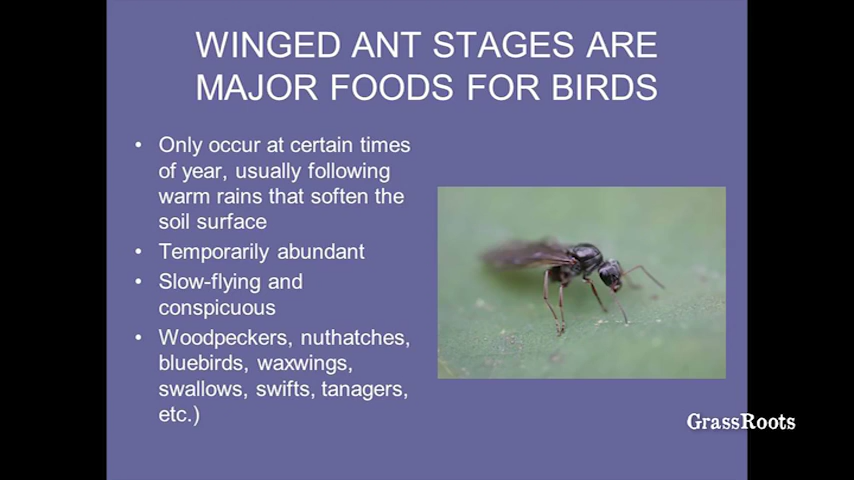 WINGED ANT STAGES ARE
MAJOR FOODS FOR BIRDS
• Only occur at certain times
of year, usually following
warm rains that soften the
soil surface
• Temporarily abundant
• Slow-flying and
conspicuous
• Woodpeckers, nuthatches,
bluebirds, waxwings,
swallows, swifts, tanagers,
etc.)
GrassRoots